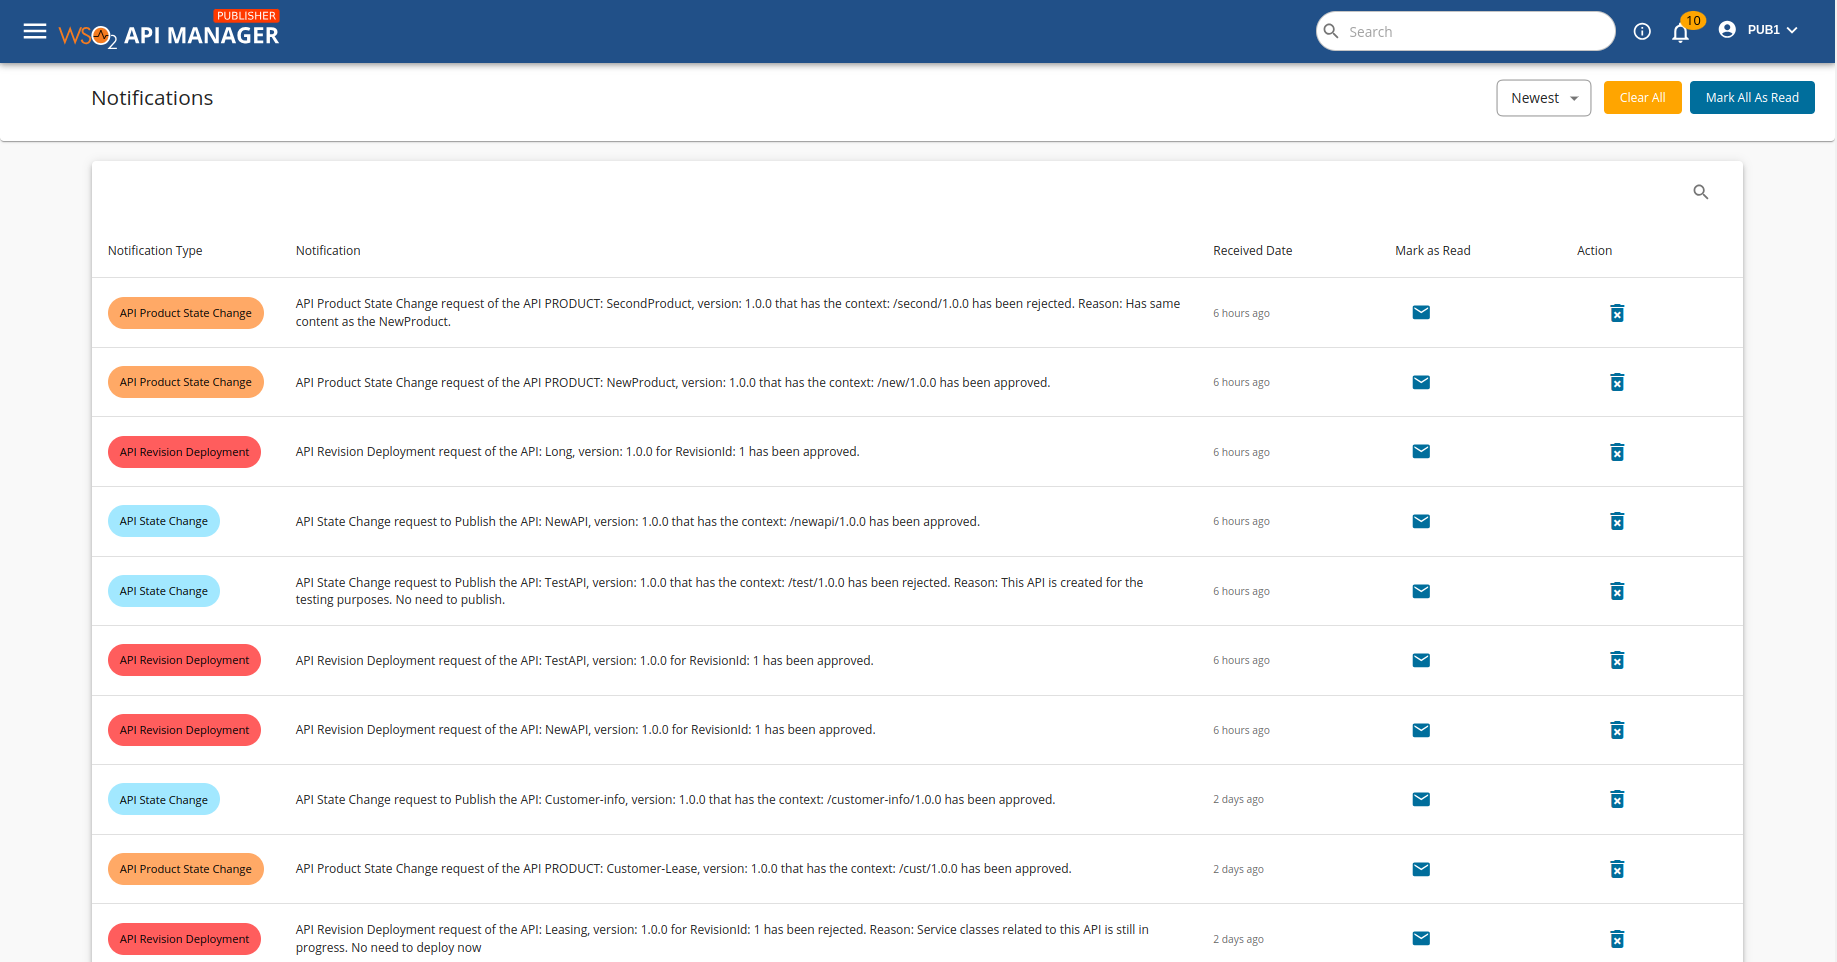 PUBLISHER
WSO2 API MANAGER
Search
10
PUB1
Notifications
Newest
Clear All
Mark All As Read
Notification Type
Notification
Received Date
Mark as Read
Action
API Product State Change
API Product State Change request of the API PRODUCT: SecondProduct, version: 1.0.0 that has the context: /second/1.0.0 has been rejected. Reason: Has same
content as the NewProduct.
6 hours ago
API Product State Change
API Product State Change request of the API PRODUCT: NewProduct, version: 1.0.0 that has the context: /new/1.0.0 has been approved.
6 hours ago
API Revision Deployment
API Revision Deployment request of the API: Long, version: 1.0.0 for RevisionId: 1 has been approved.
6 hours ago
API State Change
API State Change request to Publish the API: NewAPI, version: 1.0.0 that has the context: /newapi/1.0.0 has been approved.
6 hours ago
API State Change
API State Change request to Publish the API: TestAPI, version: 1.0.0 that has the context: /test/1.0.0 has been rejected. Reason: This API is created for the
testing purposes. No need to publish.
6 hours ago
API Revision Deployment
API Revision Deployment request of the API: TestAPI, version: 1.0.0 for RevisionId: 1 has been approved.
6 hours ago
API Revision Deployment
API Revision Deployment request of the API: NewAPI, version: 1.0.0 for RevisionId: 1 has been approved.
6 hours ago
API State Change
API State Change request to Publish the API: Customer-info, version: 1.0.0 that has the context: /customer-info/1.0.0 has been approved.
2 days ago
API Product State Change
API Product State Change request of the API PRODUCT: Customer-Lease, version: 1.0.0 that has the context: /cust/1.0.0 has been approved.
2 days ago
API Revision Deployment
API Revision Deployment request of the API: Leasing, version: 1.0.0 for RevisionId: 1 has been rejected. Reason: Service classes related to this API is still in
progress. No need to deploy now
2 days ago